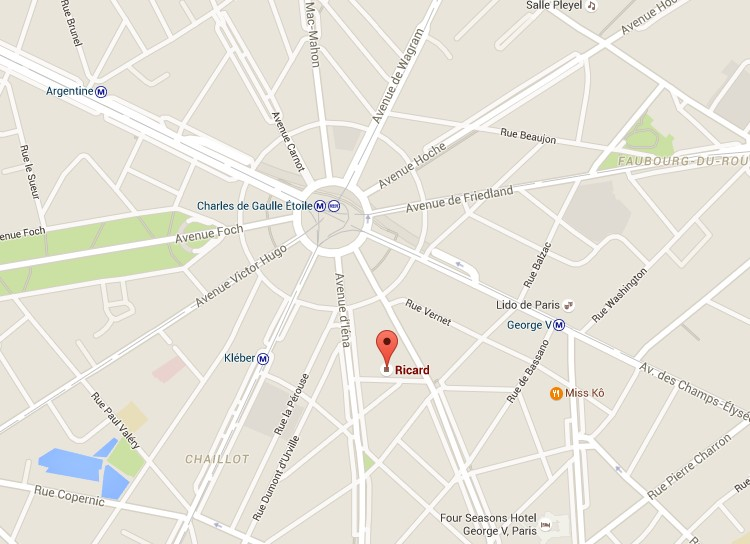 Salle Pleyel
Avenue Hoc
Rue Brunel
Mac-Mahon
Avenue de Wagram
Argentine M
Avenue Carnot
Rue Beaujon
Rue le Sueur
Avenue Hoche
FAUBOURG-DU-ROU
Charles de Gaulle Étoile M RER
Avenue de Friedland
enue Foch
Avenue Foch
Avenue Victor Hugo
Rue Balzac
Rue Washington
Avenue d'Iéna
Rue Vernet
Lido de Paris
George V M
Kléber M
Ricard
Rue de Bassano
Av. des Champs-Élysé
Miss Kô
Rue la Pérouse
Rue Paul Valéry
Rue Dumont d'Urville
CHAILLOT
Rue Pierre Charron
Rue Copernic
Four Seasons Hotel
George V, Paris